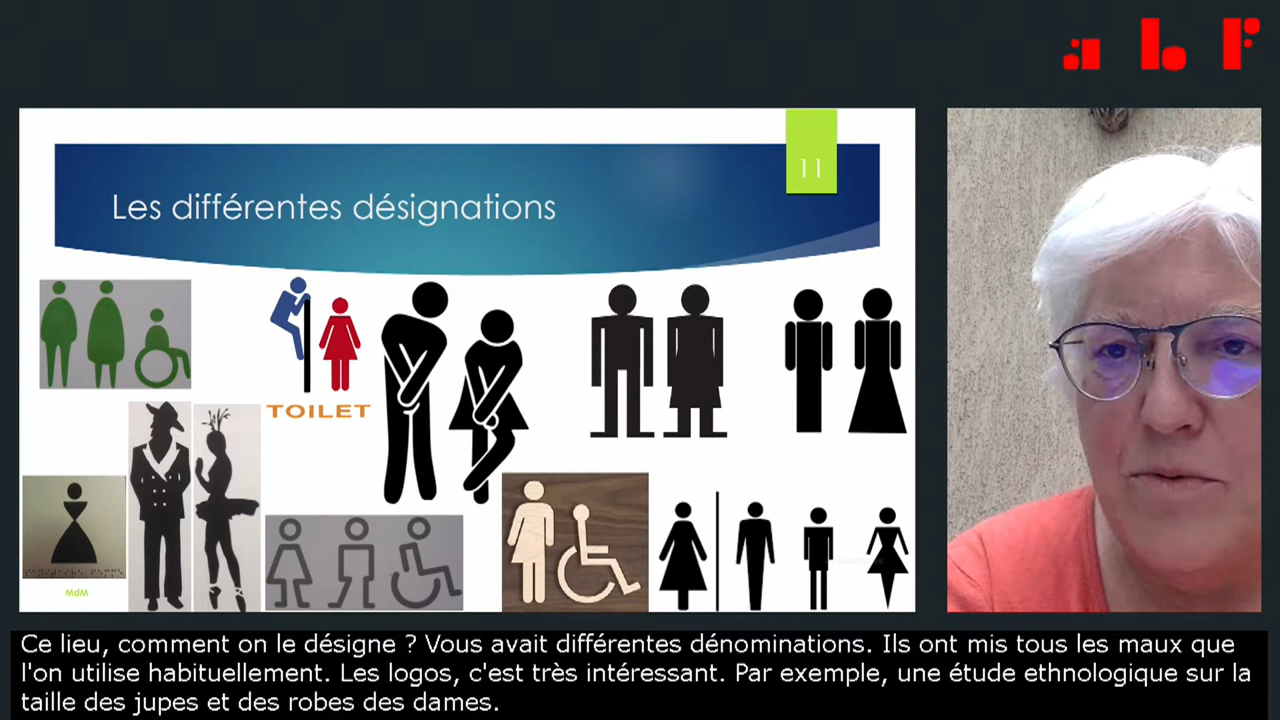 abf
11
Les différentes désignations
TOILET
MdM
Ce lieu, comment on le désigne ? Vous avait différentes dénominations. Ils ont mis tous les maux que
l'on utilise habituellement. Les logos, c'est très intéressant. Par exemple, une étude ethnologique sur la
taille des jupes et des robes des dames.